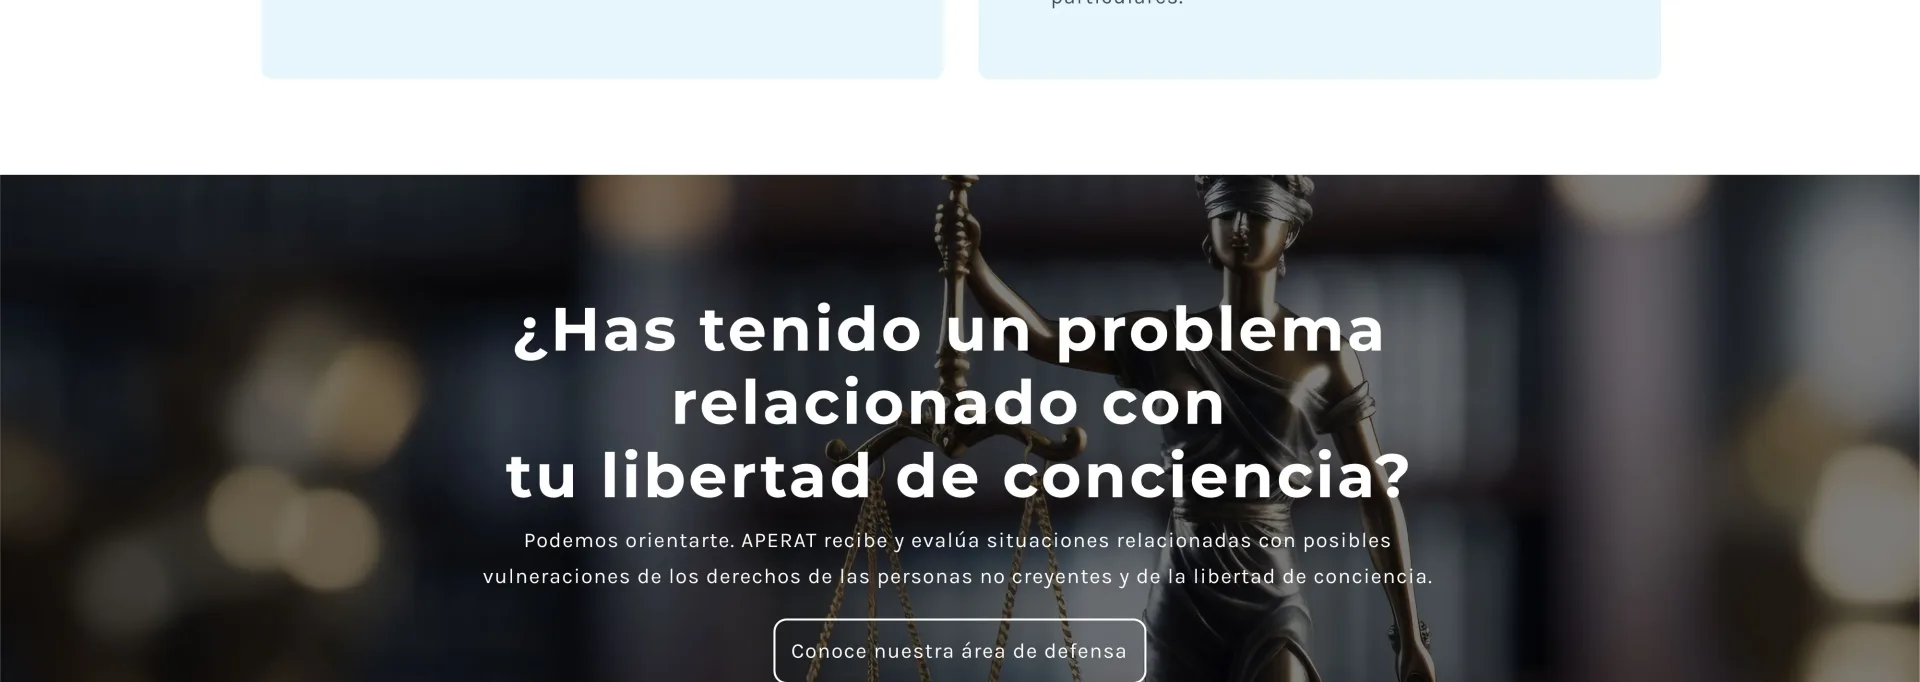 particulares.
¿Has tenido un problema
relacionado con
tu libertad de conciencia?
Podemos orientarte. APERAT recibe y evalúa situaciones relacionadas con posibles
vulneraciones de los derechos de las personas no creyentes y de la libertad de conciencia.
Conoce nuestra área de defensa